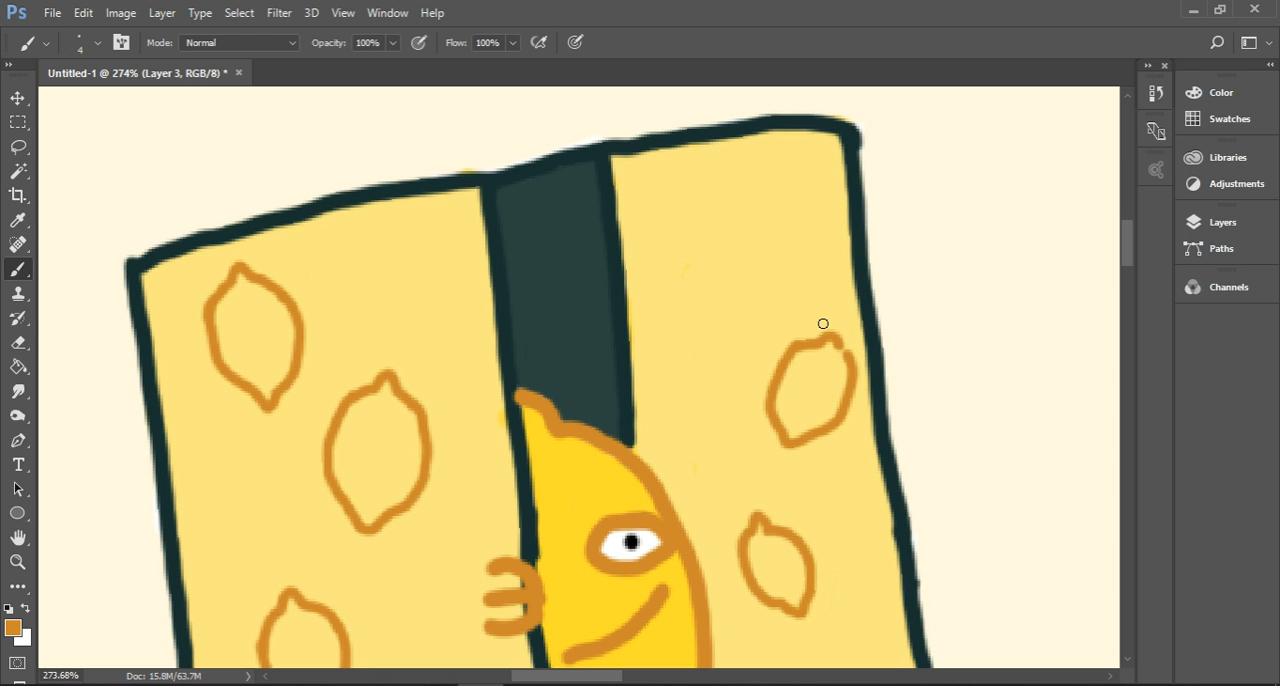 Ps File Edit Image Layer Type Select Filter 3D View Window Help
4 Mode: Normal Opacity: 100% Flow: 100%
Untitled-1 @ 274% (Layer 3, RGB/8) * ×
Color
Swatches
Libraries
Adjustments
Layers
Paths
Channels
273.68% Doc: 15.8M/63.7M